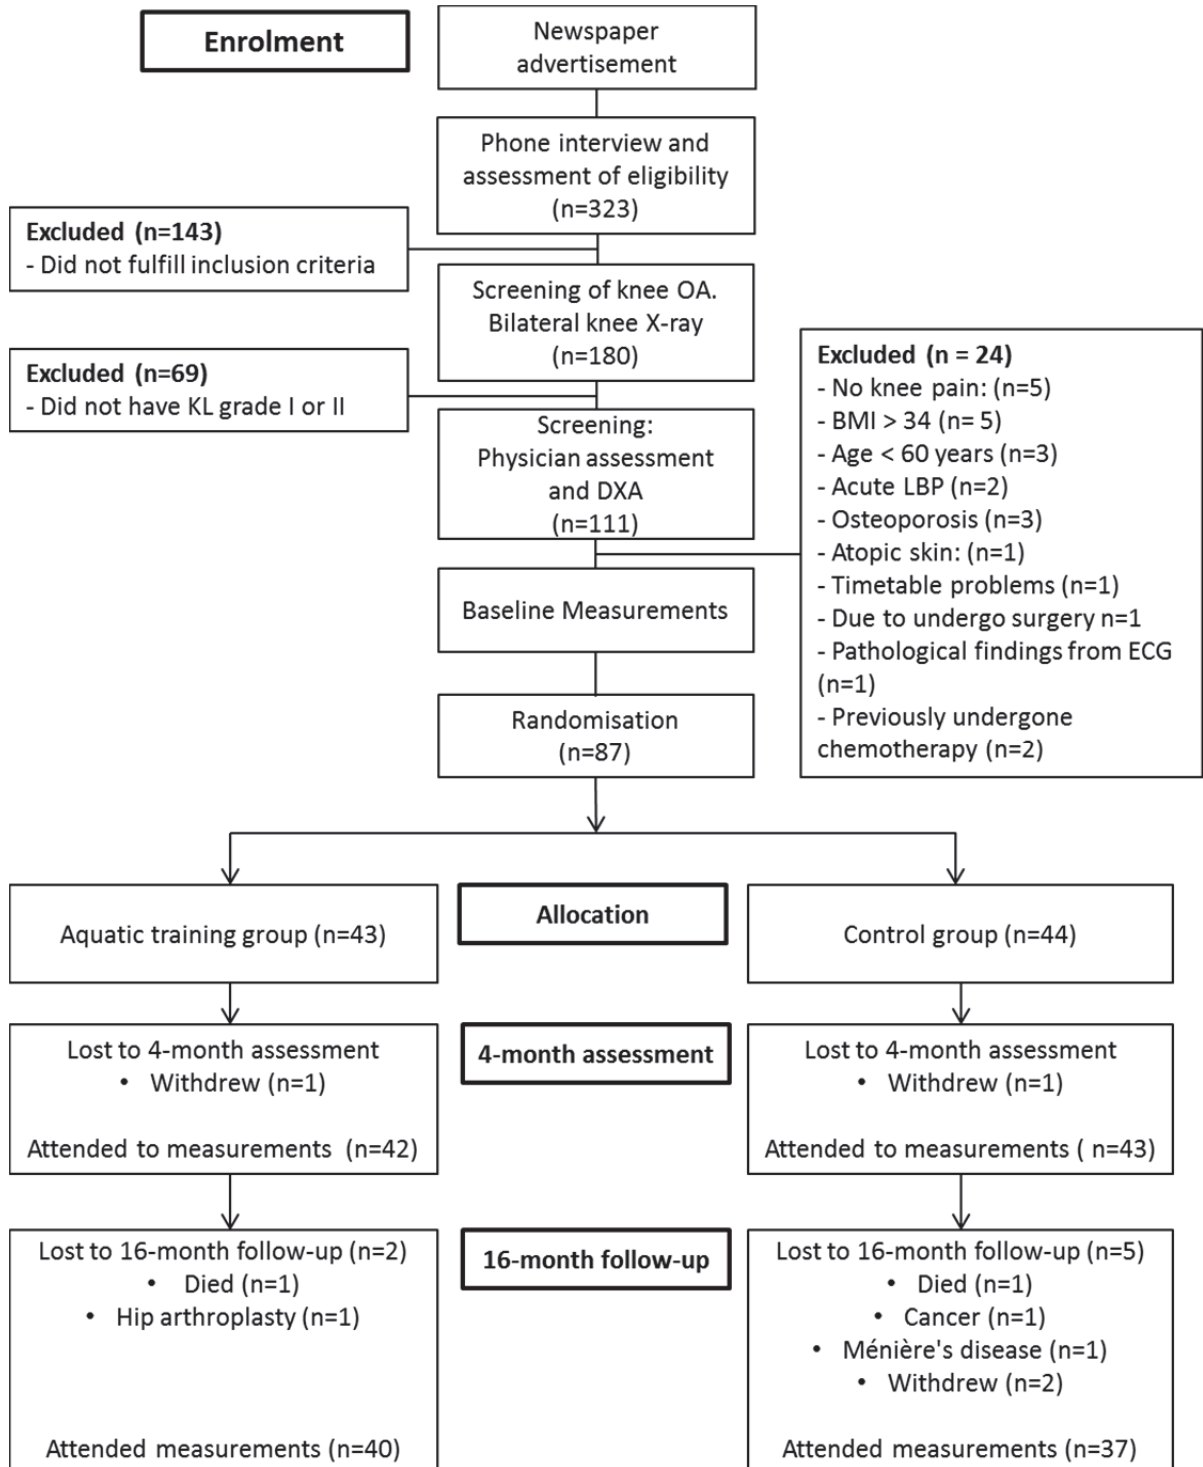 Enrolment
Newspaper
advertisement
Phone interview and
assessment of eligibility
(n=323)
Excluded (n=143)
- Did not fulfill inclusion criteria
Screening of knee OA.
Bilateral knee X-ray
(n=180)
Excluded (n=69)
- Did not have KL grade I or II
Screening:
Physician assessment
and DXA
(n=111)
Excluded (n = 24)
- No knee pain: (n=5)
- BMI > 34 (n= 5)
- Age < 60 years (n=3)
- Acute LBP (n=2)
- Osteoporosis (n=3)
- Atopic skin: (n=1)
- Timetable problems (n=1)
- Due to undergo surgery n=1
- Pathological findings from ECG
(n=1)
- Previously undergone
chemotherapy (n=2)
Baseline Measurements
Randomisation
(n=87)
Aquatic training group (n=43)
Allocation
Control group (n=44)
Lost to 4-month assessment
• Withdrew (n=1)
Attended to measurements (n=42)
4-month assessment
Lost to 4-month assessment
• Withdrew (n=1)
Attended to measurements ( n=43)
Lost to 16-month follow-up (n=2)
• Died (n=1)
• Hip arthroplasty (n=1)
Attended measurements (n=40)
16-month follow-up
Lost to 16-month follow-up (n=5)
• Died (n=1)
• Cancer (n=1)
• Ménière's disease (n=1)
• Withdrew (n=2)
Attended measurements (n=37)